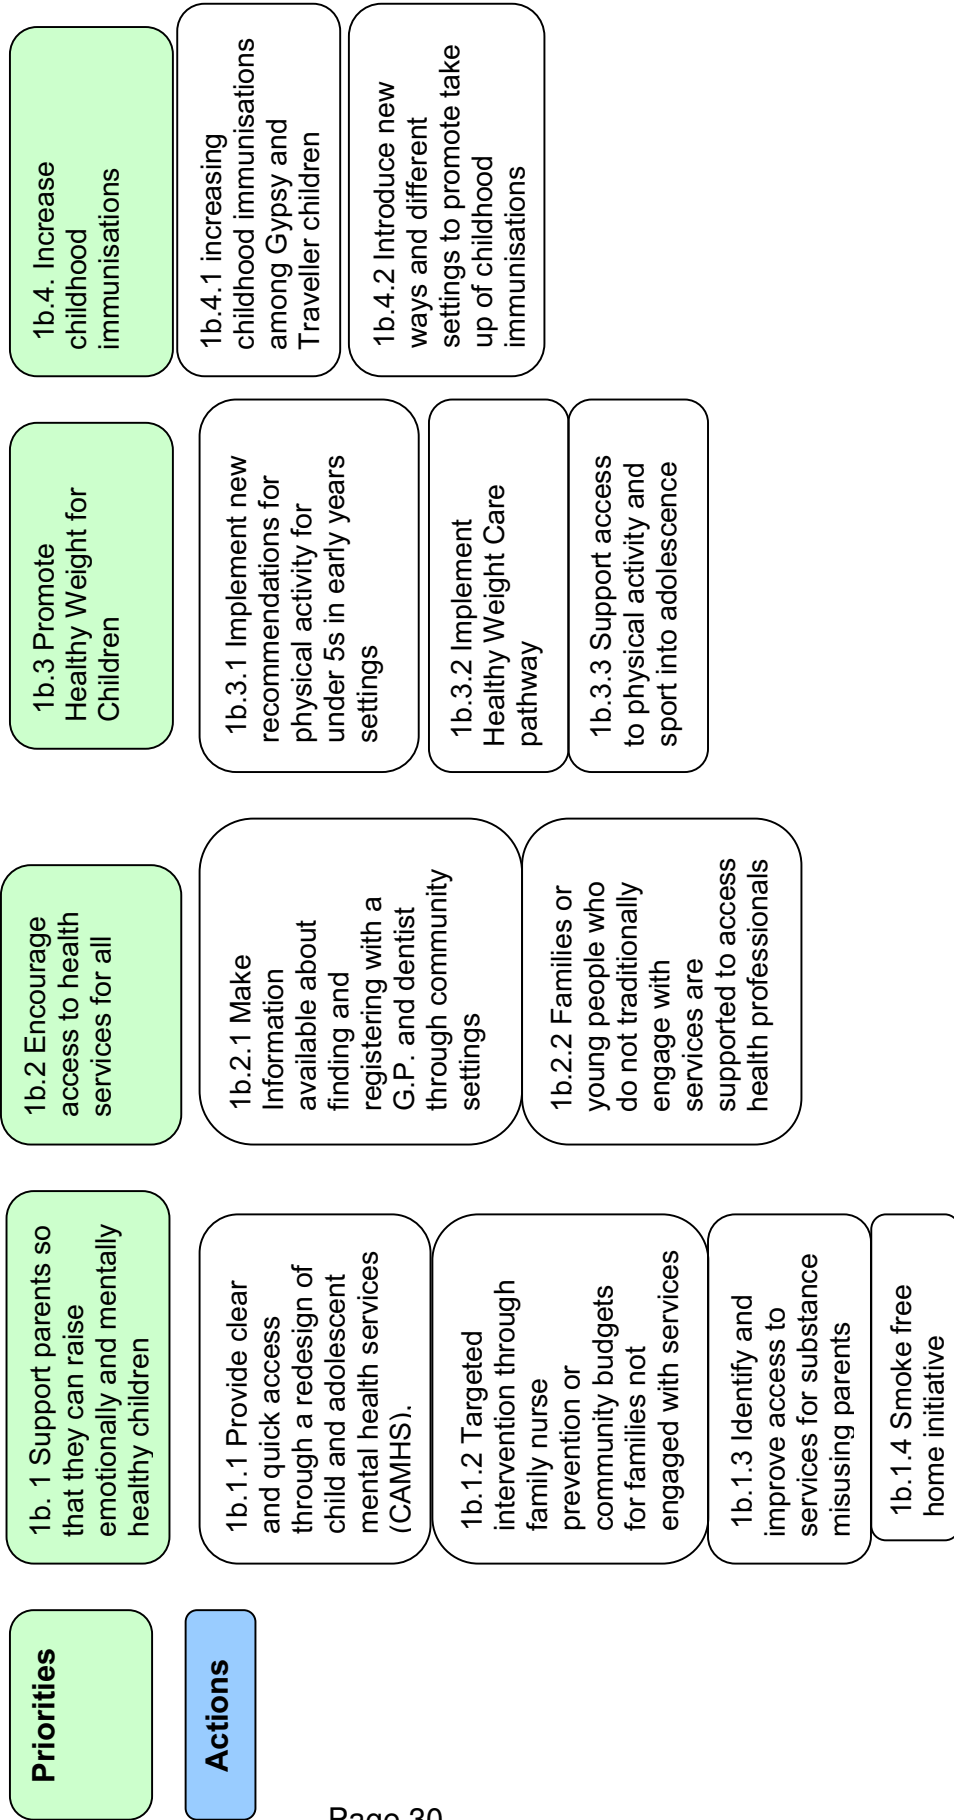 Priorities
1b. 1 Support parents so
that they can raise
emotionally and mentally
healthy children
1b.2 Encourage
access to health
services for all
1b.3 Promote
Healthy Weight for
Children
1b.4. Increase
childhood
immunisations
Actions
1b.1.1 Provide clear
and quick access
through a redesign of
child and adolescent
mental health services
(CAMHS).
1b.1.2 Targeted
intervention through
family nurse
prevention or
community budgets
for families not
engaged with services
1b.1.3 Identify and
improve access to
services for substance
misusing parents
1b.1.4 Smoke free
home initiative
1b.2.1 Make
Information
available about
finding and
registering with a
G.P. and dentist
through community
settings
1b.2.2 Families or
young people who
do not traditionally
engage with
services are
supported to access
health professionals
1b.3.1 Implement new
recommendations for
physical activity for
under 5s in early years
settings
1b.3.2 Implement
Healthy Weight Care
pathway
1b.3.3 Support access
to physical activity and
sport into adolescence
1b.4.1 increasing
childhood immunisations
among Gypsy and
Traveller children
1b.4.2 Introduce new
ways and different
settings to promote take
up of childhood
immunisations
Page 30